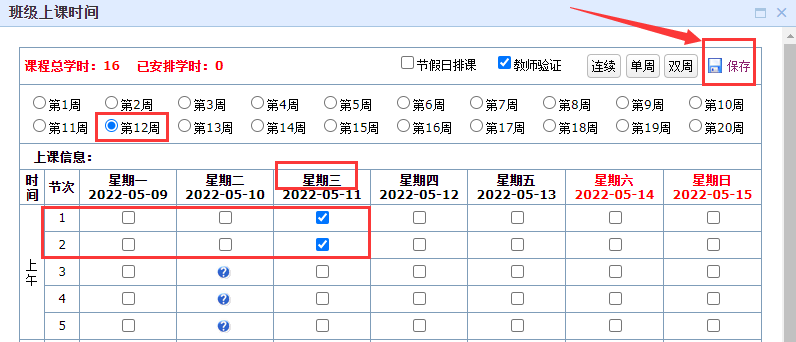 班级上课时间
课程总学时：16 已安排学时：0 节假日排课 教师验证 连续 单周 双周 保存
第1周 第2周 第3周 第4周 第5周 第6周 第7周 第8周 第9周 第10周
第11周 第12周 第13周 第14周 第15周 第16周 第17周 第18周 第19周 第20周
上课信息：
时间 节次 星期一 2022-05-09 星期二 2022-05-10 星期三 2022-05-11 星期四 2022-05-12 星期五 2022-05-13 星期六 2022-05-14 星期日 2022-05-15
上午
1
2
3
4
5